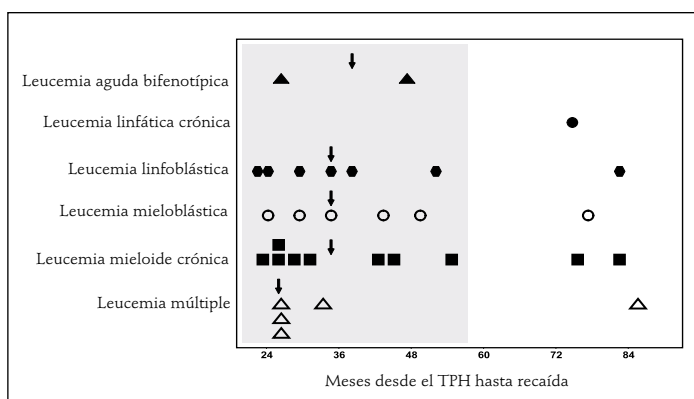 Leucemia aguda bifenotípica
Leucemia linfática crónica
Leucemia linfoblástica
Leucemia mieloblástica
Leucemia mieloide crónica
Leucemia múltiple
24 36 48 60 72 84
Meses desde el TPH hasta recaída